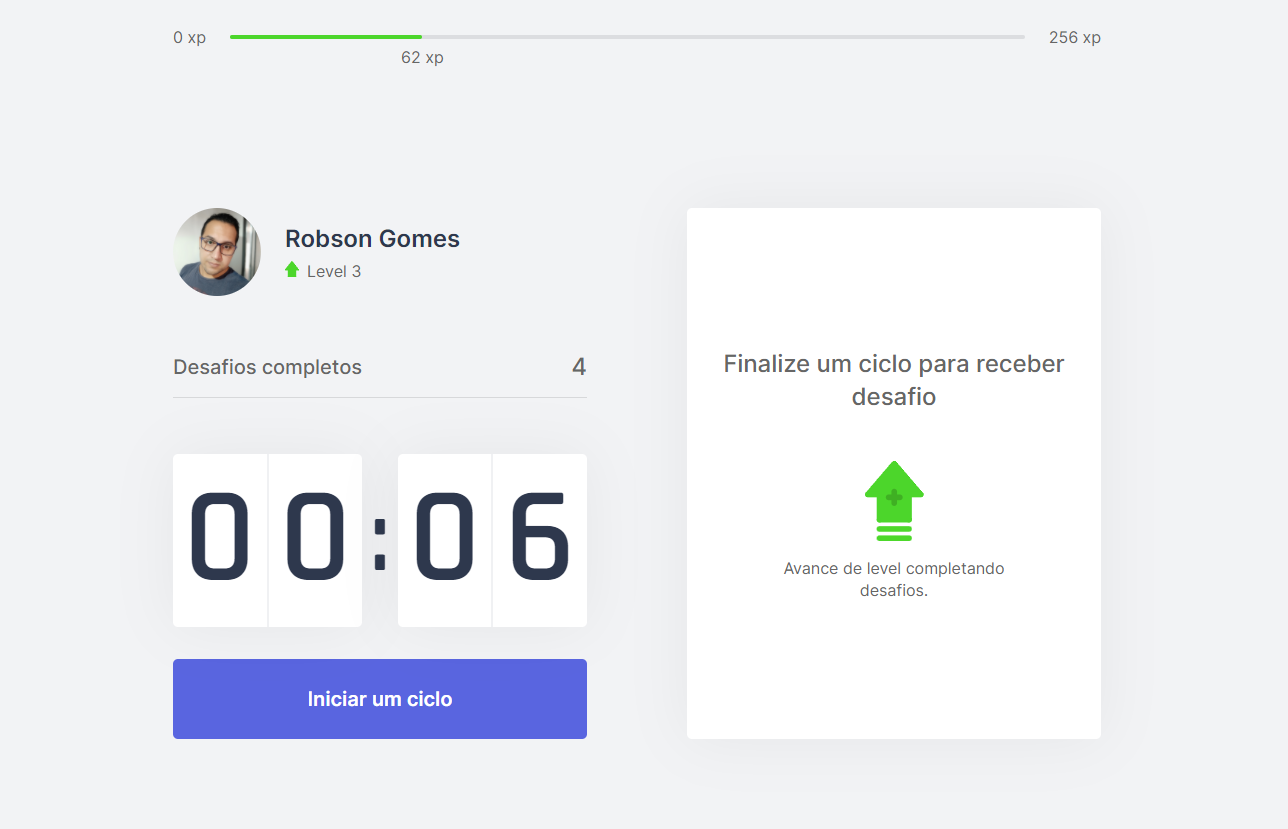 0 xp
256 xp
62 xp
Robson Gomes
Level 3
Desafios completos 4
00:06
Iniciar um ciclo
Finalize um ciclo para receber
desafio
Avance de level completando
desafios.